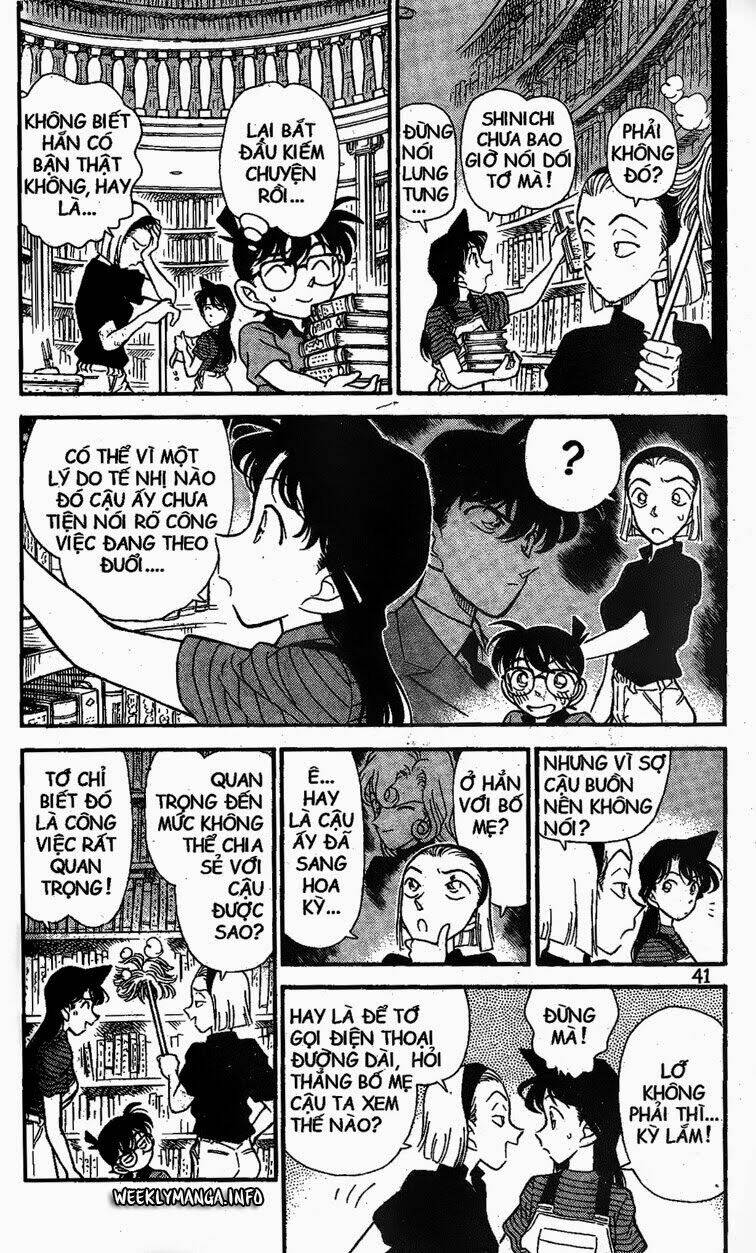 KHÔNG BIẾT
HẮN CÓ
BẬN THẬT
KHÔNG, HAY
LÀ...
LẠI BẮT
ĐẦU KIẾM
CHUYỆN
RỒI...
ĐỪNG
NÓI
LUNG
TUNG
...
SHINICHI
CHƯA BAO
GIỜ NÓI DỐI
TỚ MÀ!
PHẢI
KHÔNG
ĐÓ?
CÓ THỂ VÌ MỘT
LÝ DO TẾ NHỊ NÀO
ĐÓ CẬU ẤY CHƯA
TIỆN NÓI RỐ CÔNG
VIỆC ĐANG THEO
ĐUỔI....
?
TỚ CHỈ
BIẾT ĐÓ
LÀ CÔNG
VIỆC RẤT
QUAN
TRỌNG!
QUAN
TRỌNG ĐẾN
MỨC KHÔNG
THỂ CHIA
SẺ VỚI
CẬU
ĐƯỢC
SAO?
Ê...
HAY
LÀ CẬU
ẤY ĐÃ
SANG
HOA
KỲ...
Ở HẮN
VỚI BỐ
MẸ?
NHƯNG VÌ SỢ
CẬU BUỒN
NÊN KHÔNG
NÓI?
41
HAY LÀ ĐỂ TỚ
GỌI ĐIỆN THOẠI
ĐƯỜNG DÀI, HỎI
THẲNG BỐ MẸ
CẬU TA XEM
THẾ NÀO?
ĐỪNG
MÀ!
LỠ
KHÔNG
PHẢI THÌ...
KỲ LẮM!
WEEKLYMANGA.INFO